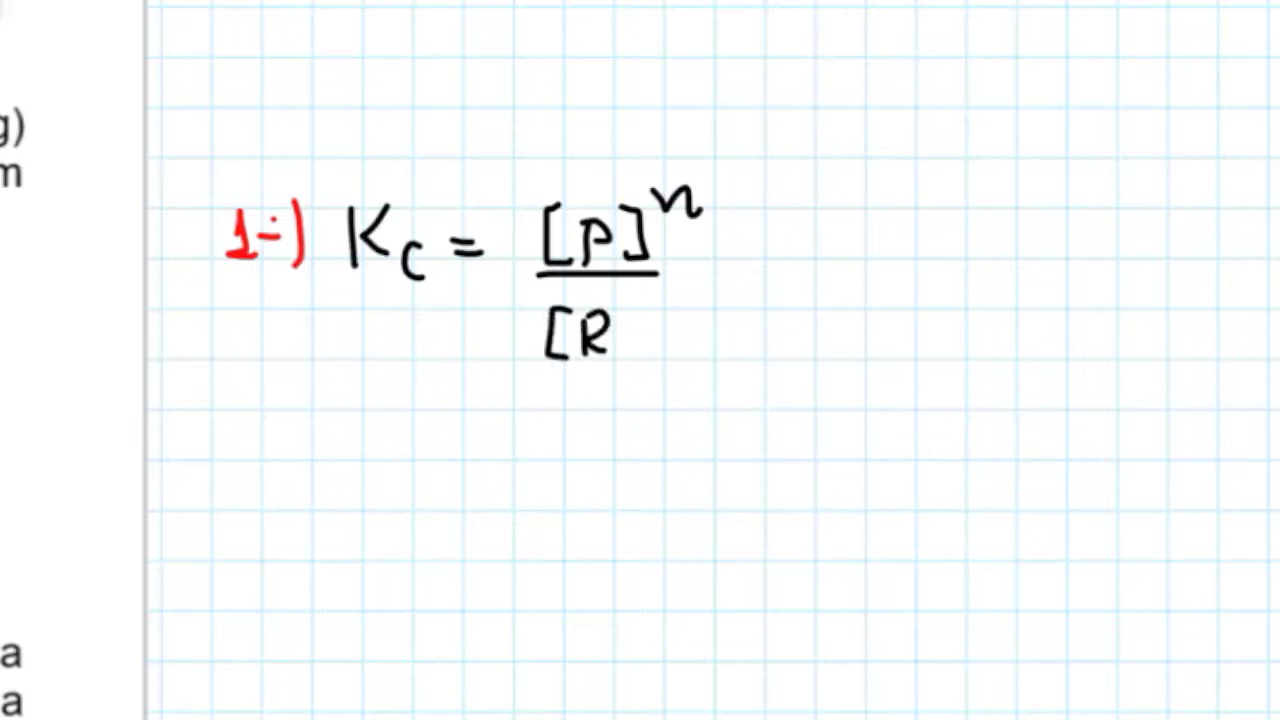 g)
m
1-) Kc = [P]^n
[R
a
a